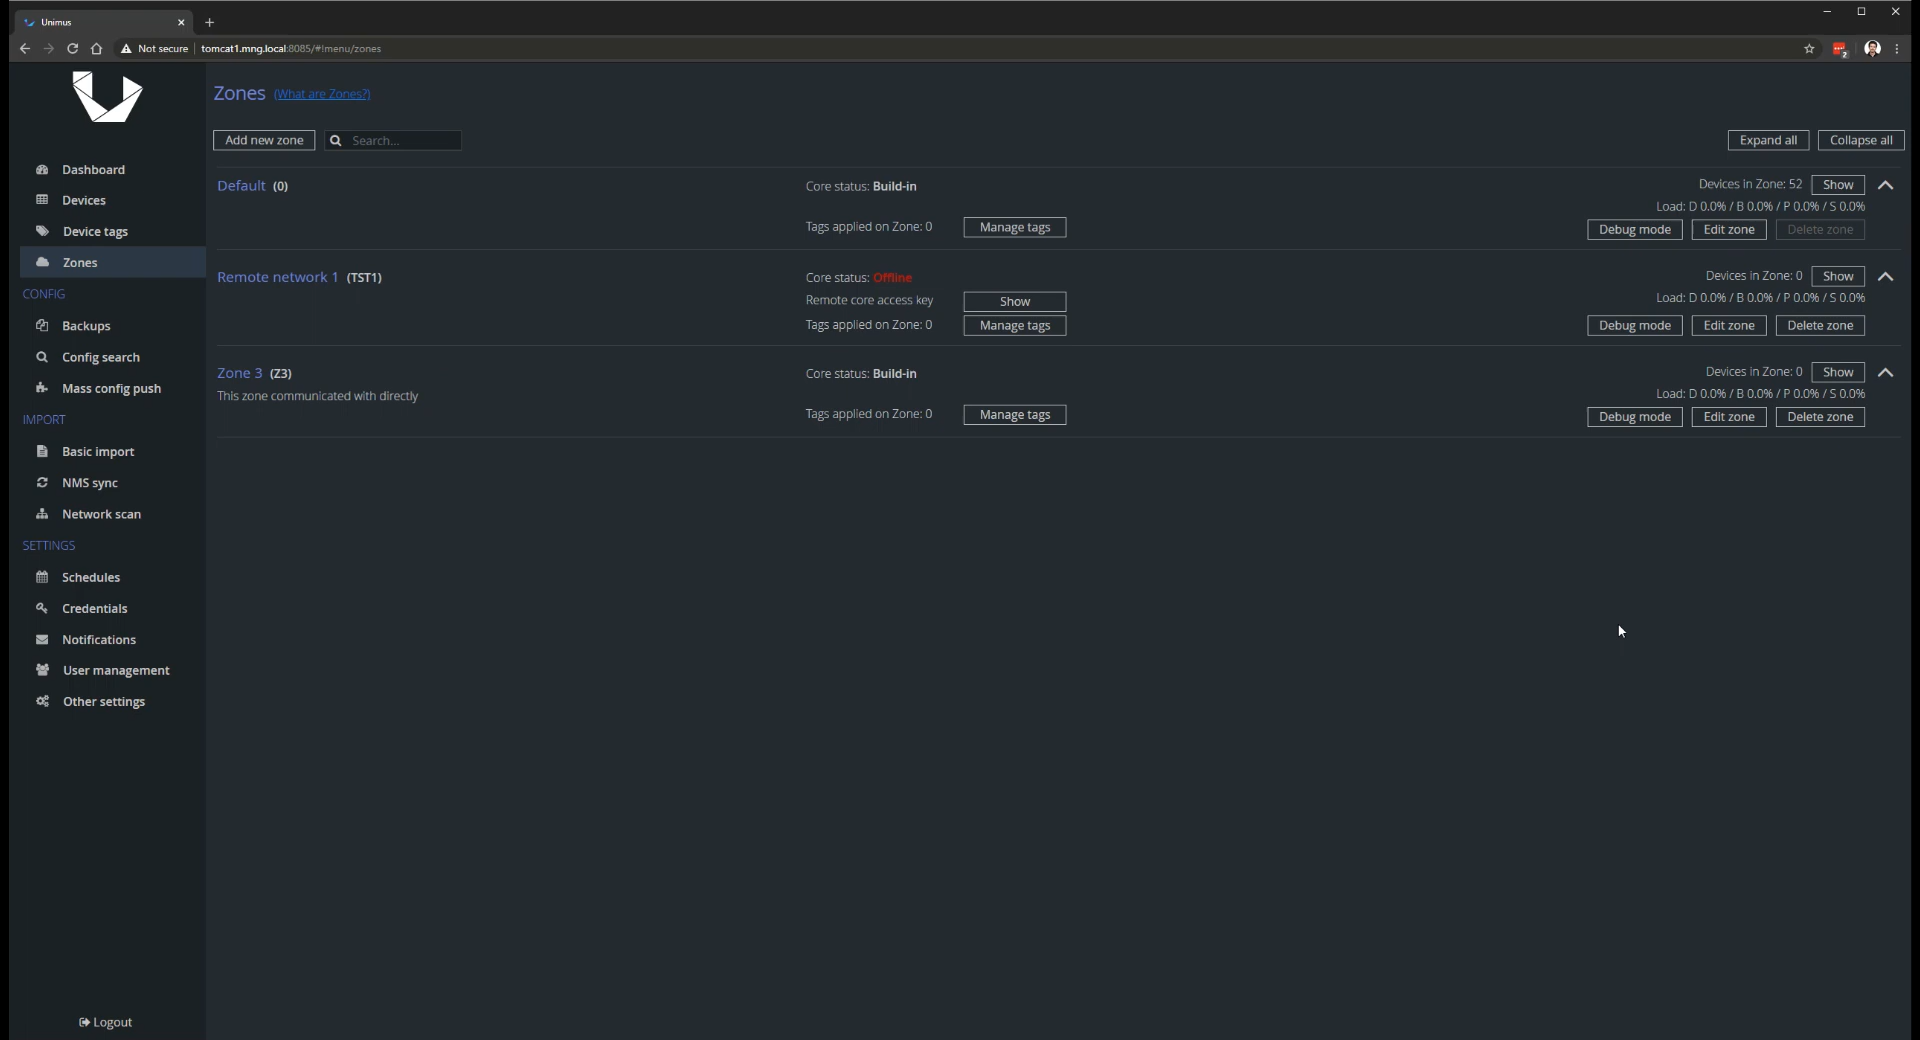 Unimus
Not secure tomcat1.mng.local:8085/#!menu/zones
2
Zones (What are Zones?)
Add new zone Search... Expand all Collapse all
Dashboard
Devices
Device tags
Zones
CONFIG
Backups
Config search
Mass config push
IMPORT
Basic import
NMS sync
Network scan
SETTINGS
Schedules
Credentials
Notifications
User management
Other settings
Logout
Default (0) Core status: Build-in Devices in Zone: 52 Show
Load: D 0.0% / B 0.0% / P 0.0% / S 0.0%
Tags applied on Zone: 0 Manage tags Debug mode Edit zone Delete zone
Remote network 1 (TST1) Core status: Offline Devices in Zone: 0 Show
Remote core access key Show Load: D 0.0% / B 0.0% / P 0.0% / S 0.0%
Tags applied on Zone: 0 Manage tags Debug mode Edit zone Delete zone
Zone 3 (Z3) Core status: Build-in Devices in Zone: 0 Show
This zone communicated with directly Load: D 0.0% / B 0.0% / P 0.0% / S 0.0%
Tags applied on Zone: 0 Manage tags Debug mode Edit zone Delete zone